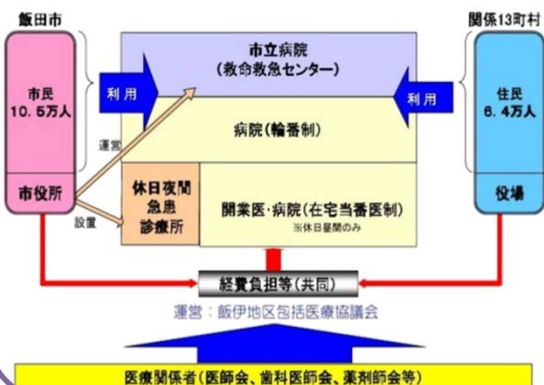 飯田市
関係13町村
市民
10.5万人
市役所
利用
運営
設置
市立病院
(救命救急センター)
病院(輪番制)
休日夜間
急患
診療所
開業医・病院(在宅当番医制)
※休日昼間のみ
利用
住民
6.4万人
役場
経費負担等(共同)
運営：飯伊地区包括医療協議会
医療関係者(医師会、歯科医師会、薬剤師会等)